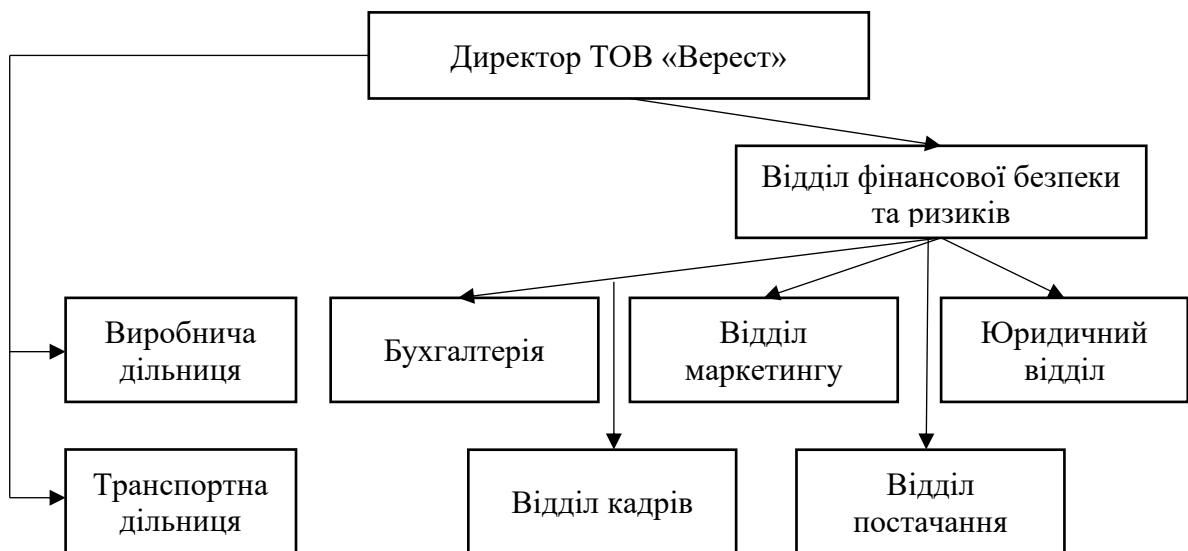 Директор ТОВ «Верест»
Відділ фінансової безпеки
та ризиків
Виробнича
дільниця
Бухгалтерія
Відділ
маркетингу
Юридичний
відділ
Транспортна
дільниця
Відділ кадрів
Відділ
постачання